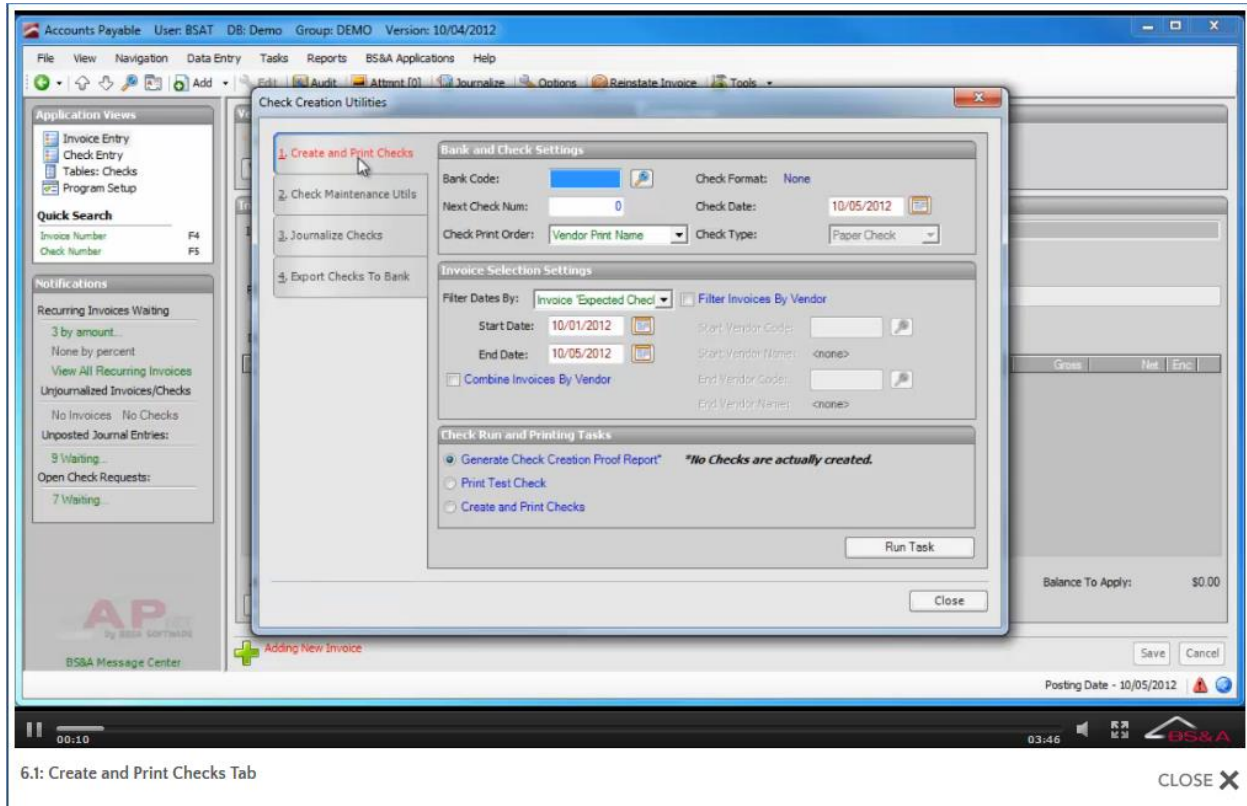 Accounts Payable User: BSAT DB: Demo Group: DEMO Version: 10/04/2012
File View Navigation Data Entry Tasks Reports BS&A Applications Help
Add Edit Audit Attmnt [0] Journalize Options Reinstate Invoice Tools
Check Creation Utilities
Application Views
Invoice Entry
Check Entry
Tables: Checks
Program Setup
Quick Search
Invoice Number F4
Check Number F5
Notifications
Recurring Invoices Waiting
3 by amount...
None by percent
View All Recurring Invoices
Unjournalized Invoices/Checks
No Invoices No Checks
Unposted Journal Entries:
9 Waiting...
Open Check Requests:
7 Waiting...
AP
by BS&A SOFTWARE
BS&A Message Center
1. Create and Print Checks
2. Check Maintenance Utils
3. Journalize Checks
4. Export Checks To Bank
Bank and Check Settings
Bank Code: Check Format: None
Next Check Num: 0 Check Date: 10/05/2012
Check Print Order: Vendor Print Name Check Type: Paper Check
Invoice Selection Settings
Filter Dates By: Invoice 'Expected Checl Filter Invoices By Vendor
Start Date: 10/01/2012 Start Vendor Code:
End Date: 10/05/2012 Start Vendor Name: <none>
Combine Invoices By Vendor End Vendor Code:
End Vendor Name: <none>
Check Run and Printing Tasks
Generate Check Creation Proof Report* *No Checks are actually created.
Print Test Check
Create and Print Checks
Run Task
Close
Gross Net Enc
Balance To Apply: $0.00
Adding New Invoice
Save Cancel
Posting Date - 10/05/2012
00:10 03:46 BS&A
6.1: Create and Print Checks Tab
CLOSE X